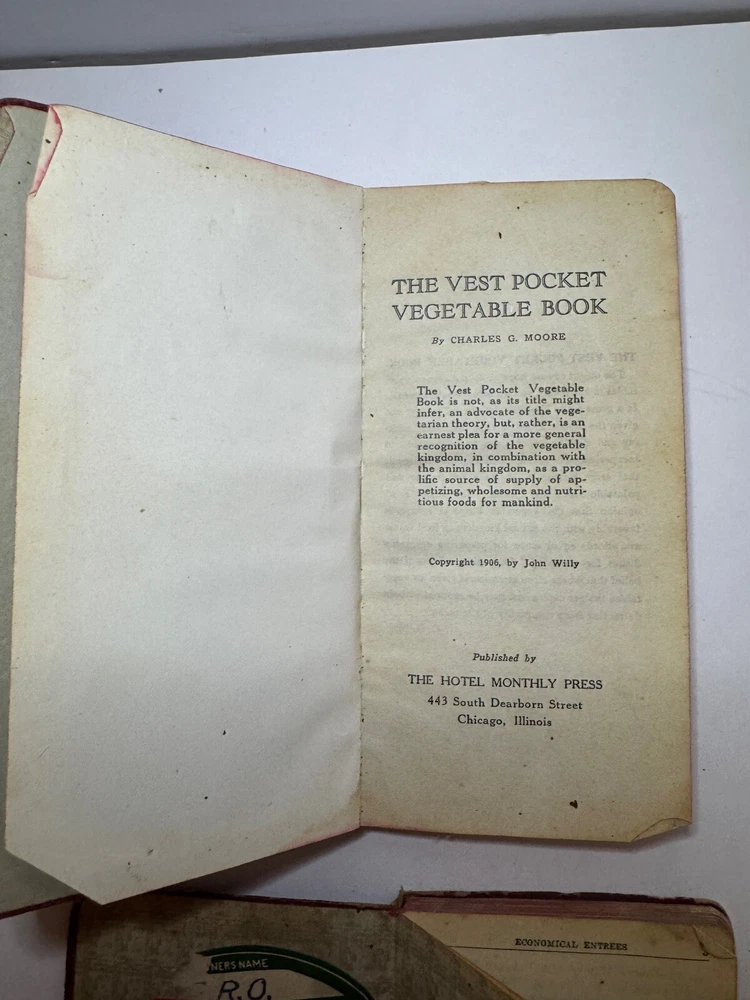 THE VEST POCKET
VEGETABLE BOOK
By CHARLES G. MOORE
The Vest Pocket Vegetable
Book is not, as its title might
infer, an advocate of the vege-
tarian theory, but, rather, is an
earnest plea for a more general
recognition of the vegetable
kingdom, in combination with
the animal kingdom, as a pro-
lific source of supply of ap-
petizing, wholesome and nutri-
tious foods for mankind.
Copyright 1906, by John Willy
Published by
THE HOTEL MONTHLY PRESS
443 South Dearborn Street
Chicago, Illinois
ECONOMICAL ENTREES
NERS NAME
R.O.